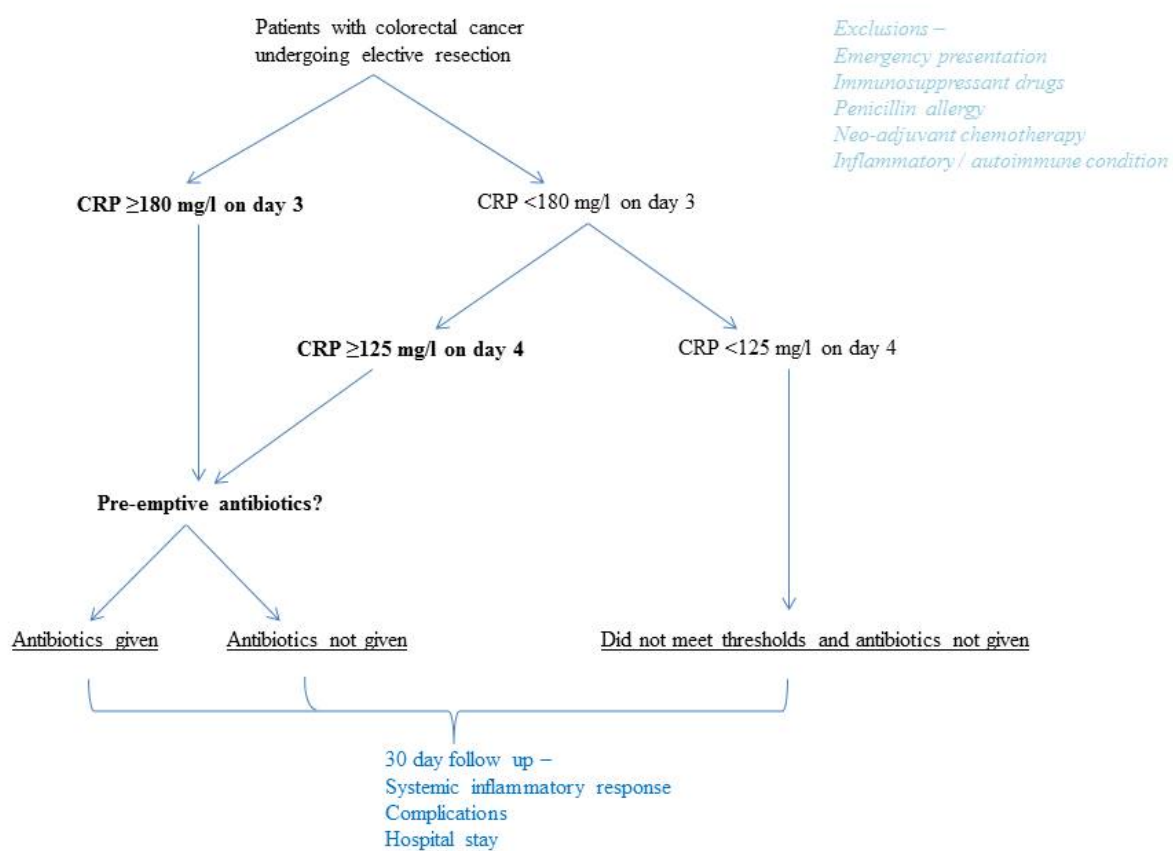 Patients with colorectal cancer
undergoing elective resection
Exclusions –
Emergency presentation
Immunosuppressant drugs
Penicillin allergy
Neo-adjuvant chemotherapy
Inflammatory / autoimmune condition
CRP ≥180 mg/l on day 3
CRP <180 mg/l on day 3
CRP ≥125 mg/l on day 4
CRP <125 mg/l on day 4
Pre-emptive antibiotics?
Antibiotics given
Antibiotics not given
Did not meet thresholds and antibiotics not given
30 day follow up –
Systemic inflammatory response
Complications
Hospital stay